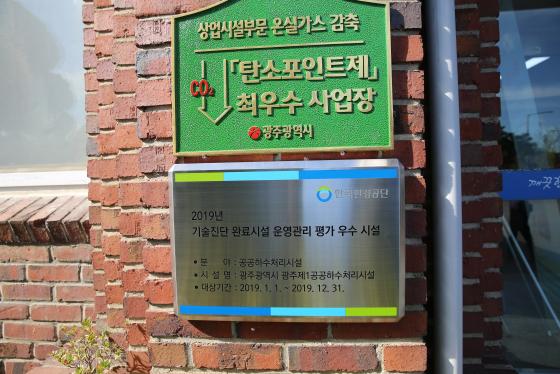 상업시설부문 온실가스 감축
CO₂
「탄소포인트제」
최우수 사업장
광주광역시
한국환경공단
2019년
기술진단 완료시설 운영관리 평가 우수 시설
• 분 야 : 공공하수처리시설
• 시 설 명 : 광주광역시 광주제1공공하수처리시설
• 대상기간 : 2019. 1. 1. ~ 2019. 12. 31.